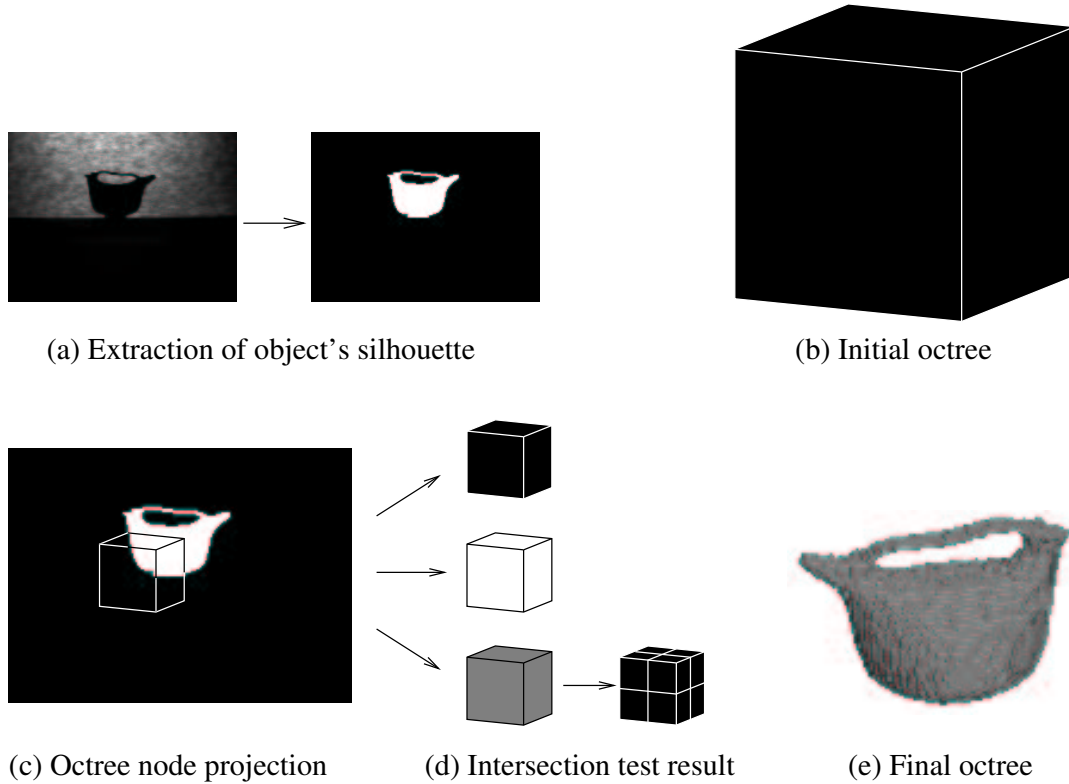 (a) Extraction of object's silhouette
(b) Initial octree
(c) Octree node projection
(d) Intersection test result
(e) Final octree